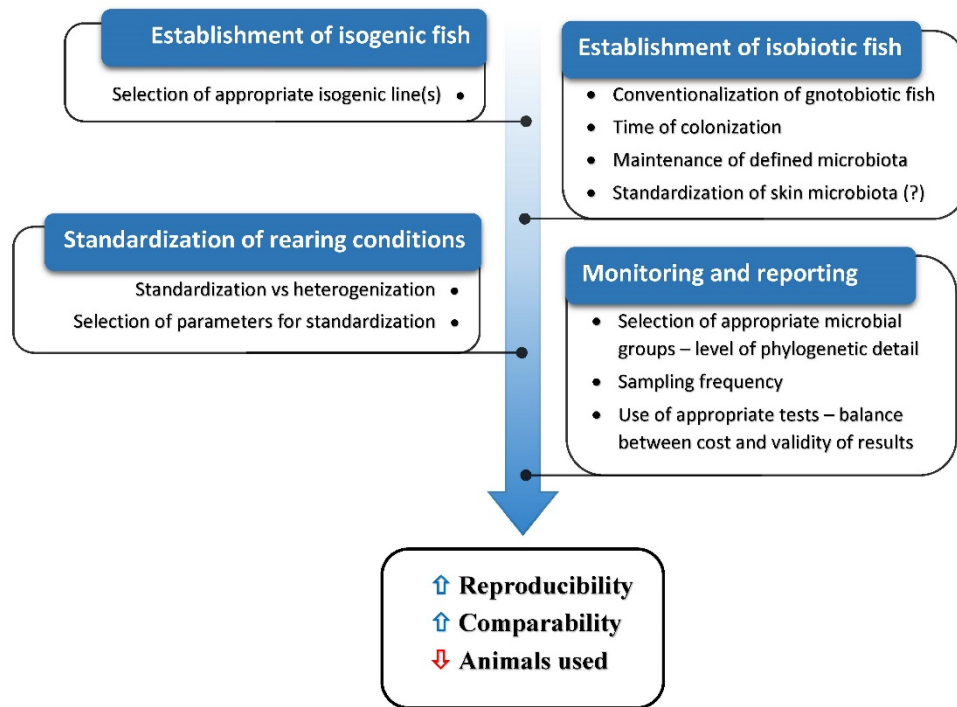 Establishment of isogenic fish
Selection of appropriate isogenic line(s) •
Establishment of isobiotic fish
• Conventionalization of gnotobiotic fish
• Time of colonization
• Maintenance of defined microbiota
• Standardization of skin microbiota (?)
Standardization of rearing conditions
Standardization vs heterogenization •
Selection of parameters for standardization •
Monitoring and reporting
• Selection of appropriate microbial
groups – level of phylogenetic detail
• Sampling frequency
• Use of appropriate tests – balance
between cost and validity of results
⇧ Reproducibility
⇧ Comparability
⇩ Animals used